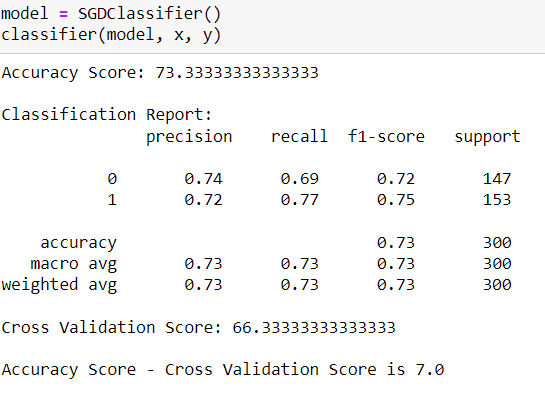 model = SGDClassifier()
classifier(model, x, y)
Accuracy Score: 73.33333333333333
Classification Report:
precision recall f1-score support
0 0.74 0.69 0.72 147
1 0.72 0.77 0.75 153
accuracy 0.73 300
macro avg 0.73 0.73 0.73 300
weighted avg 0.73 0.73 0.73 300
Cross Validation Score: 66.33333333333333
Accuracy Score - Cross Validation Score is 7.0